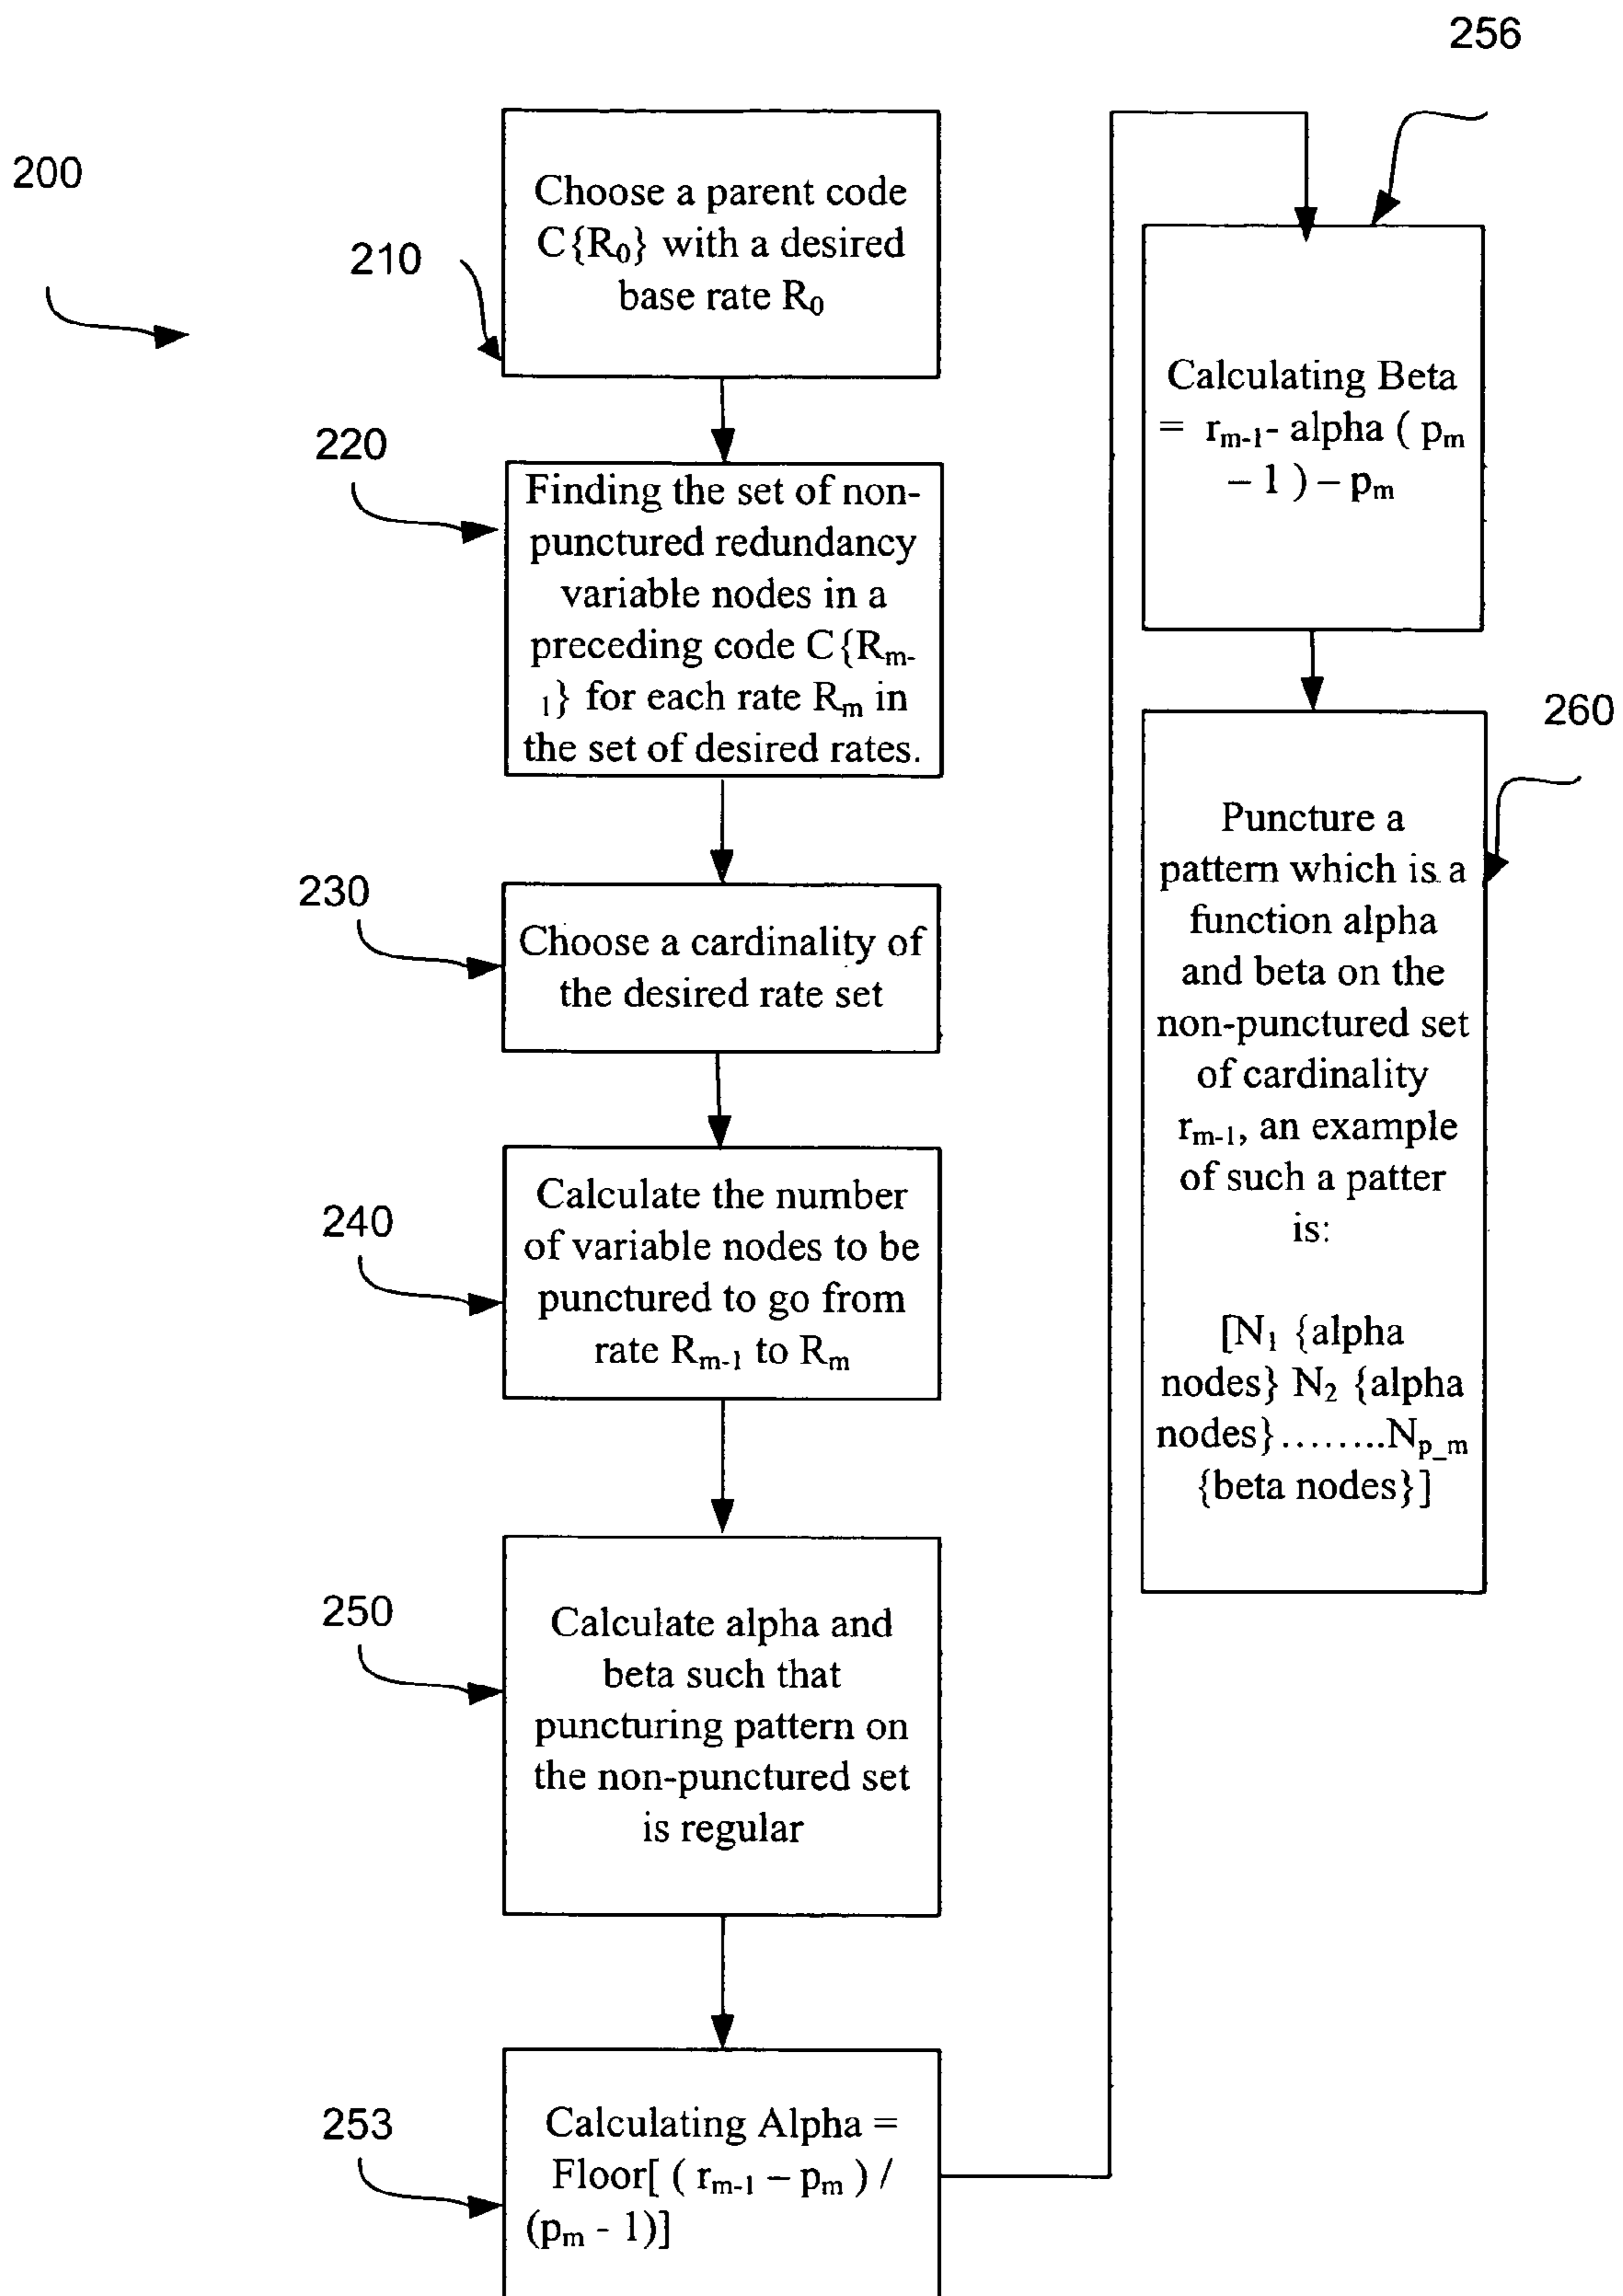 200
210
Choose a parent code
C{R₀} with a desired
base rate R₀
220
Finding the set of non-
punctured redundancy
variable nodes in a
preceding code C{Rₘ₋
₁} for each rate Rₘ in
the set of desired rates.
230
Choose a cardinality of
the desired rate set
240
Calculate the number
of variable nodes to be
punctured to go from
rate Rₘ₋₁ to Rₘ
250
Calculate alpha and
beta such that
puncturing pattern on
the non-punctured set
is regular
253
Calculating Alpha =
Floor[ ( rₘ₋₁ – pₘ ) /
(pₘ - 1)]
256
Calculating Beta
= rₘ₋₁- alpha ( pₘ
– 1 ) – pₘ
260
Puncture a
pattern which is a
function alpha
and beta on the
non-punctured set
of cardinality
rₘ₋₁, an example
of such a patter
is:
[N₁ {alpha
nodes} N₂ {alpha
nodes}........Nₚ_ₘ
{beta nodes}]